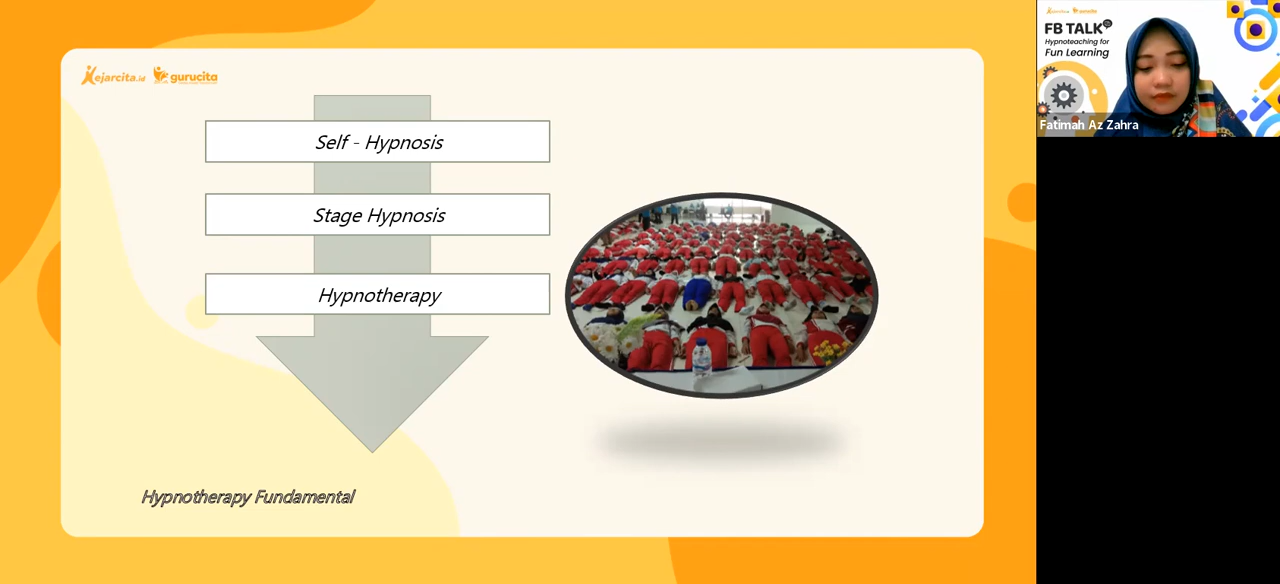 Kejarcita.id gurucita
Self - Hypnosis
Stage Hypnosis
Hypnotherapy
Hypnotherapy Fundamental
FB TALK
Hypnoteaching for
Fun Learning
Fatimah Az Zahra